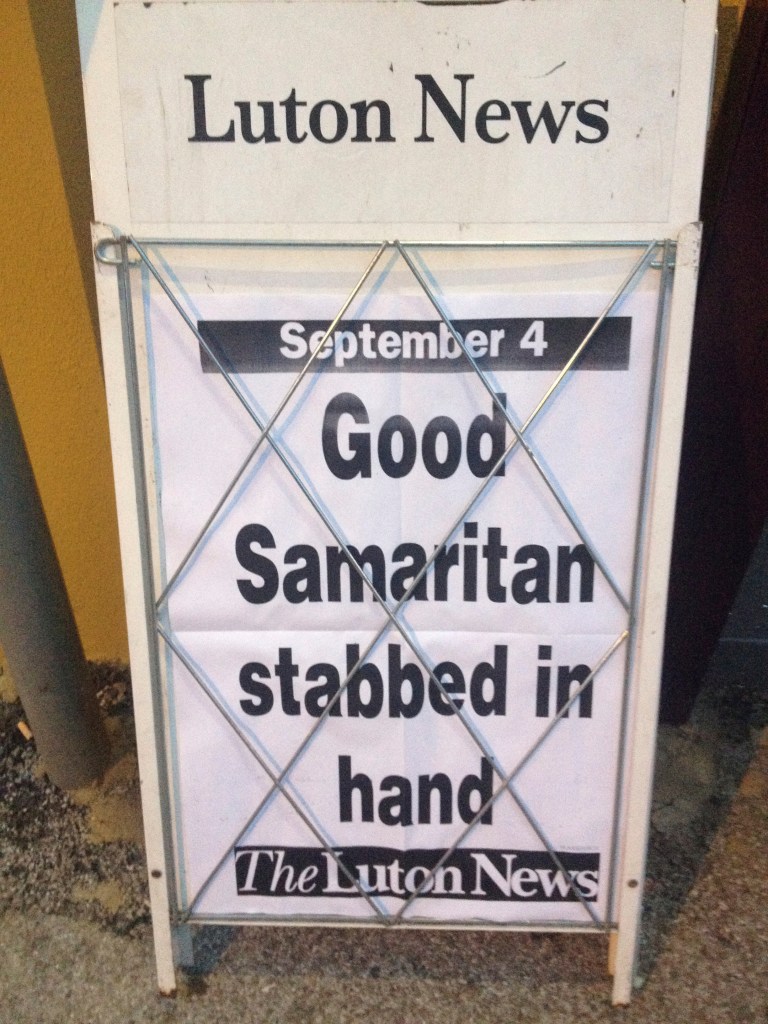 Luton News
September 4
Good
Samaritan
stabbed in
hand
The Luton News